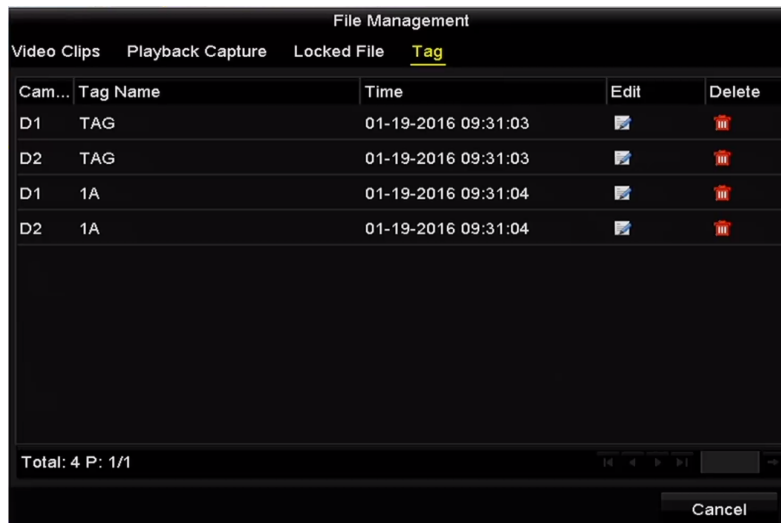 File Management
Video Clips Playback Capture Locked File Tag
Cam... Tag Name Time Edit Delete
D1 TAG 01-19-2016 09:31:03
D2 TAG 01-19-2016 09:31:03
D1 1A 01-19-2016 09:31:04
D2 1A 01-19-2016 09:31:04
Total: 4 P: 1/1
Cancel